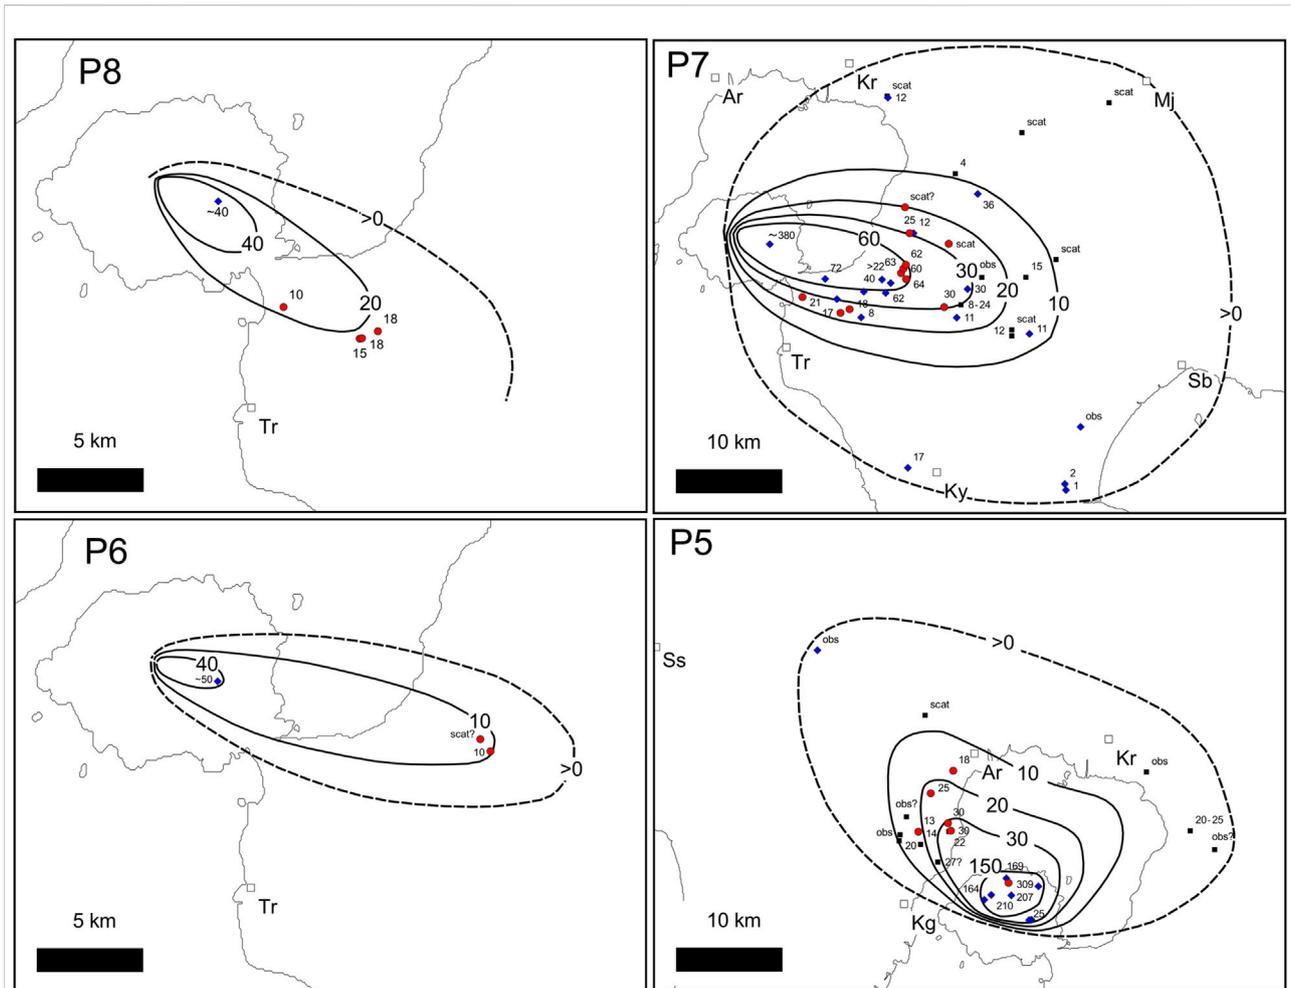 P8
~40
40
>0
20
10
18
18
15
Tr
5 km
P7
Ar
Kr
scat
12
scat
Mj
scat
4
36
scat?
25
12
scat
~380
60
62
63
60
>22
40
64
72
62
30
obs
30
20
15
scat
10
>0
21
17
18
8
30
8-24
11
scat
12
11
Tr
Sb
obs
17
Ky
2
1
10 km
P6
40
~50
10
scat?
10
>0
Tr
5 km
P5
obs
>0
Ss
scat
18
Ar
10
Kr
obs
25
20
obs?
13
30
obs
14
30
22
30
20
20-25
obs?
27?
150
169
164
309
207
210
25
Kg
10 km